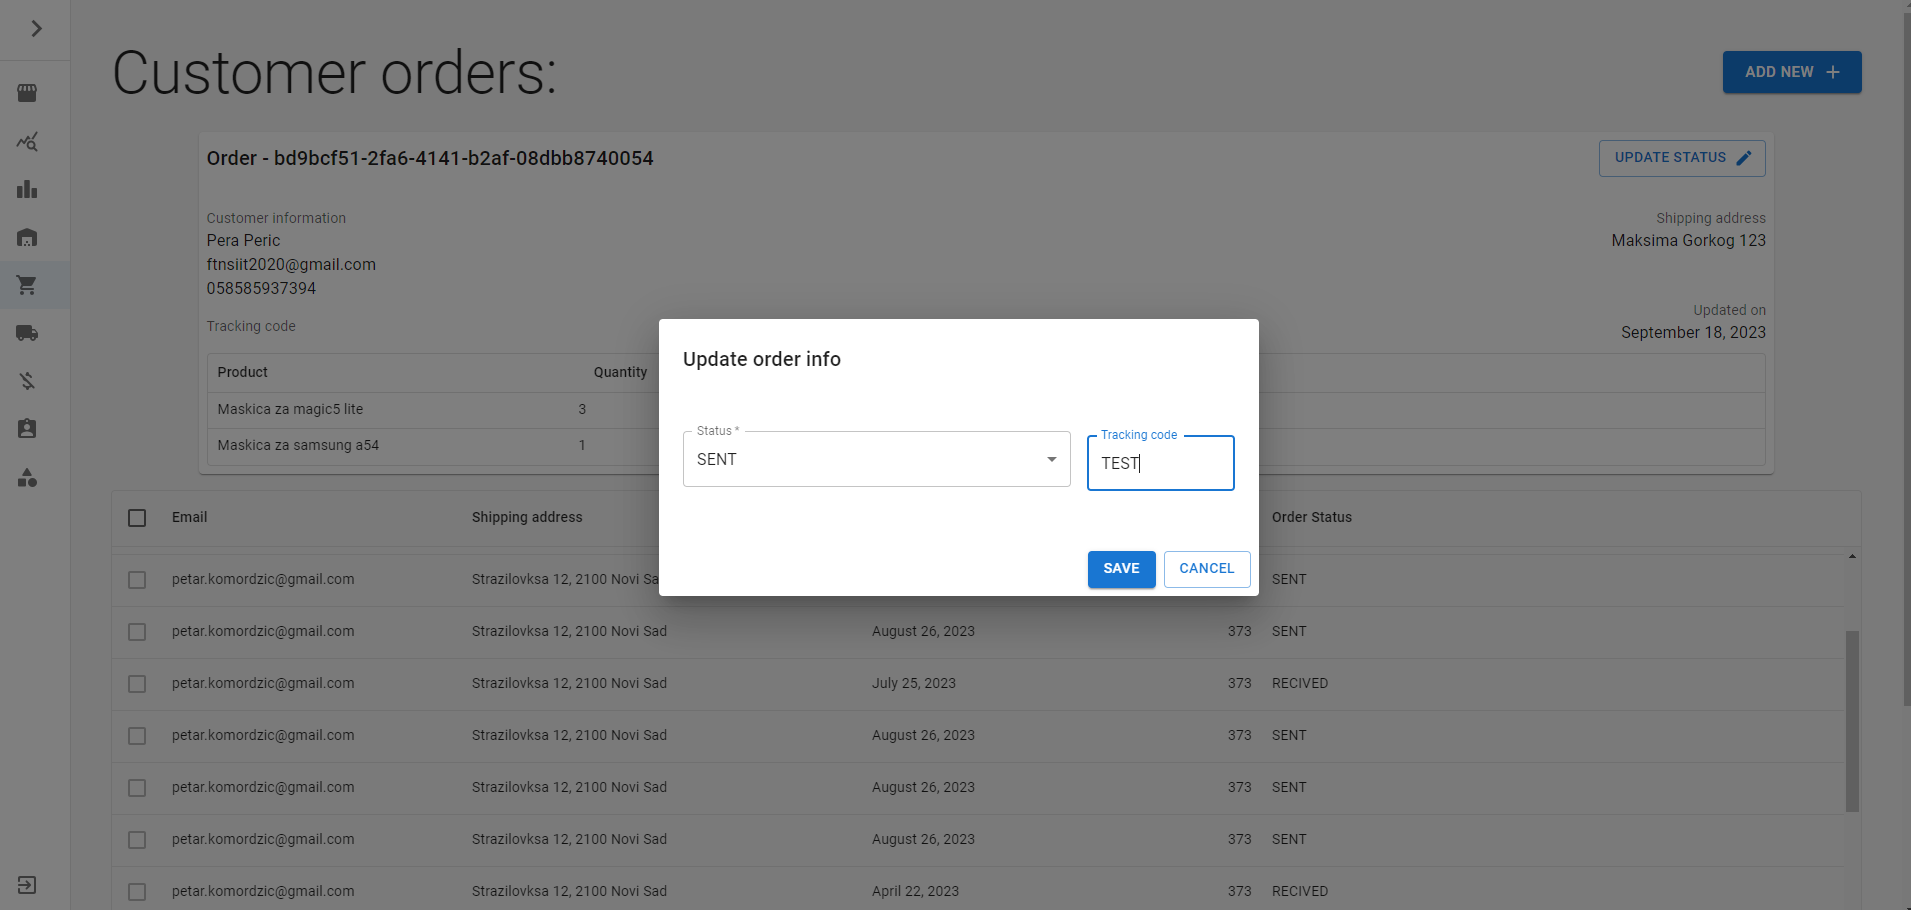 Customer orders:
ADD NEW
Order - bd9bcf51-2fa6-4141-b2af-08dbb8740054
UPDATE STATUS
Customer information
Shipping address
Pera Peric
Maksima Gorkog 123
ftnsiit2020@gmail.com
058585937394
Updated on
Tracking code
September 18, 2023
Product Quantity
Maskica za magic5 lite 3
Maskica za samsung a54 1
Update order info
Status *
SENT
Tracking code
TEST
SAVE CANCEL
Email Shipping address Order Status
petar.komordzic@gmail.com Strazilovksa 12, 2100 Novi Sa SENT
petar.komordzic@gmail.com Strazilovksa 12, 2100 Novi Sad August 26, 2023 373 SENT
petar.komordzic@gmail.com Strazilovksa 12, 2100 Novi Sad July 25, 2023 373 RECIVED
petar.komordzic@gmail.com Strazilovksa 12, 2100 Novi Sad August 26, 2023 373 SENT
petar.komordzic@gmail.com Strazilovksa 12, 2100 Novi Sad August 26, 2023 373 SENT
petar.komordzic@gmail.com Strazilovksa 12, 2100 Novi Sad August 26, 2023 373 SENT
petar.komordzic@gmail.com Strazilovksa 12, 2100 Novi Sad April 22, 2023 373 RECIVED